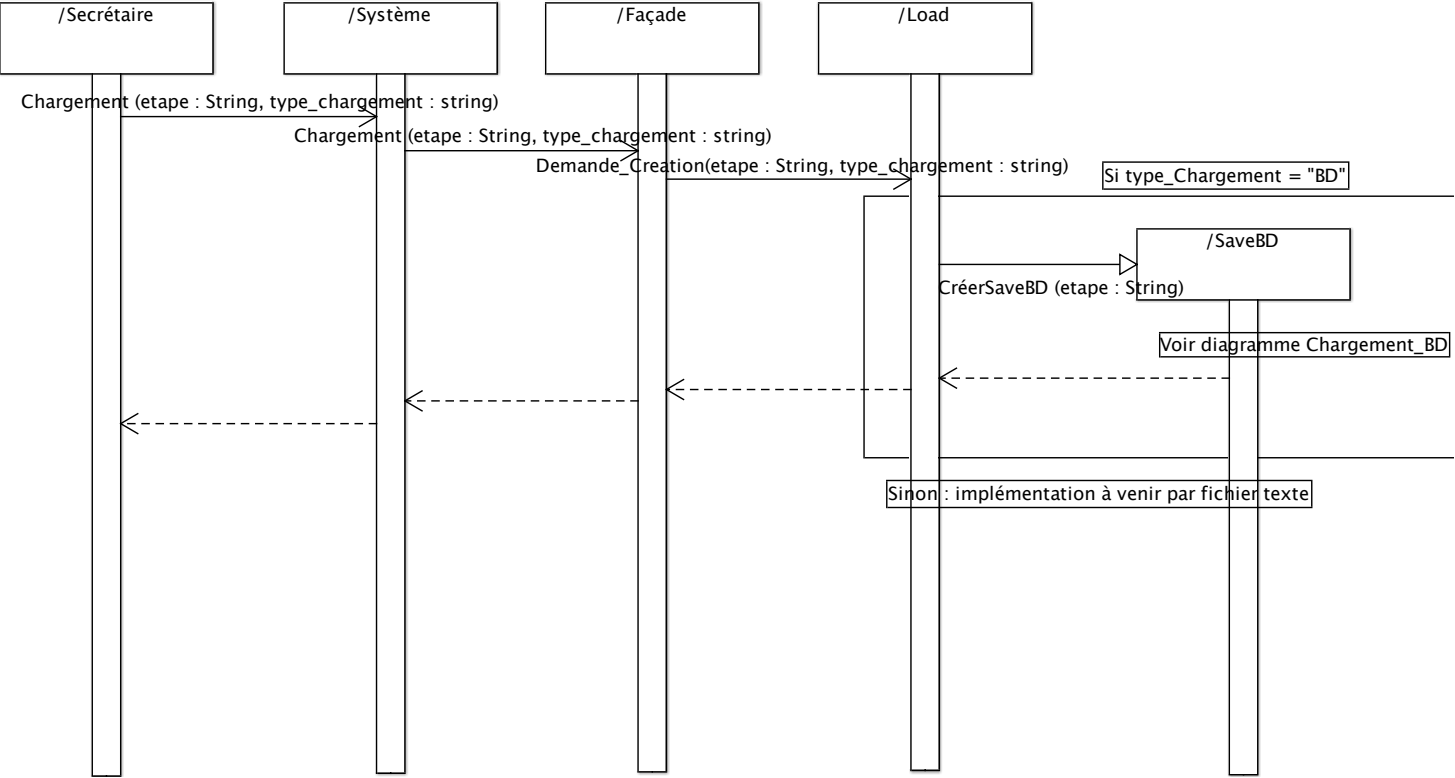 /Secrétaire
/Système
/Façade
/Load
Chargement (etape : String, type_chargement : string)
Chargement (etape : String, type_chargement : string)
Demande_Creation(etape : String, type_chargement : string)
Si type_Chargement = "BD"
/SaveBD
CréerSaveBD (etape : String)
Voir diagramme Chargement_BD
Sinon : implémentation à venir par fichier texte